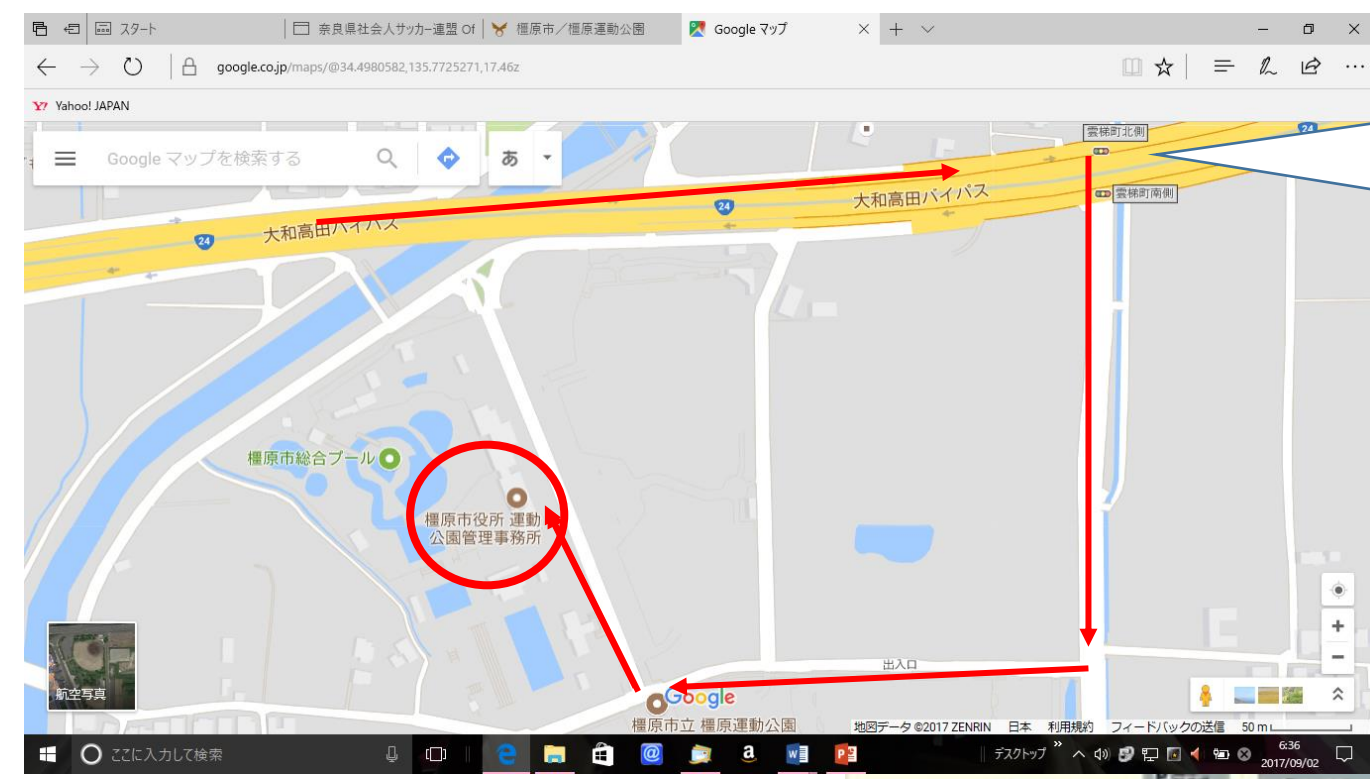 スタート
奈良県社会人サッカー連盟 Of
橿原市/橿原運動公園
Google マップ
google.co.jp/maps/@34.4980582,135.7725271,17.46z
Yahoo! JAPAN
Google マップを検索する
あ
雲梯町北側
24
雲梯町南側
大和高田バイパス
24
大和高田バイパス
24
橿原市総合プール
橿原市役所 運動
公園管理事務所
出入口
航空写真
Google
橿原市立 橿原運動公園
地図データ ©2017 ZENRIN 日本 利用規約 フィードバックの送信 50 m
ここに入力して検索
デスクトップ
6:36
2017/09/02